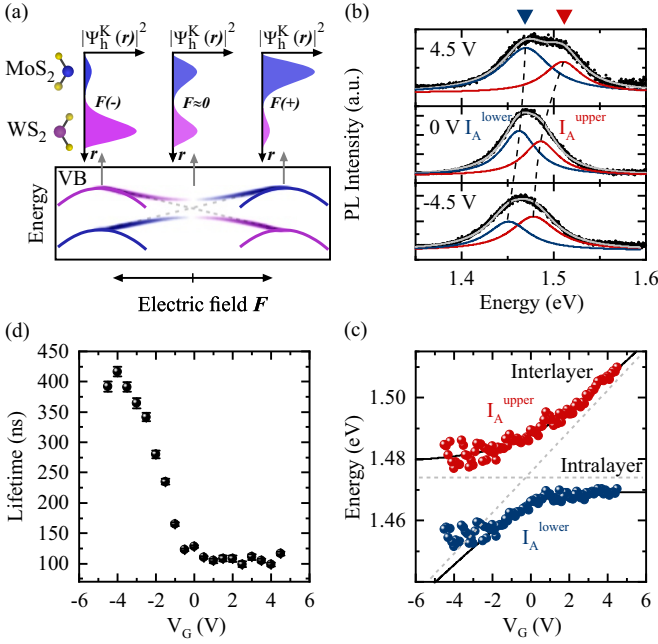 (a)
|Ψ_h^K (r)|² |Ψ_h^K (r)|² |Ψ_h^K (r)|²
MoS₂
WS₂
F(-) F≈0 F(+)
r r r
VB
Energy
Electric field F
(b)
4.5 V
0 V I_A^lower I_A^upper
-4.5 V
PL Intensity (a.u.)
1.4 1.5 1.6
Energy (eV)
(d)
450
400
350
300
250
200
150
100
Lifetime (ns)
-6 -4 -2 0 2 4 6
V_G (V)
(c)
Interlayer
I_A^upper
Intralayer
I_A^lower
1.50
1.48
1.46
Energy (eV)
-6 -4 -2 0 2 4 6
V_G (V)